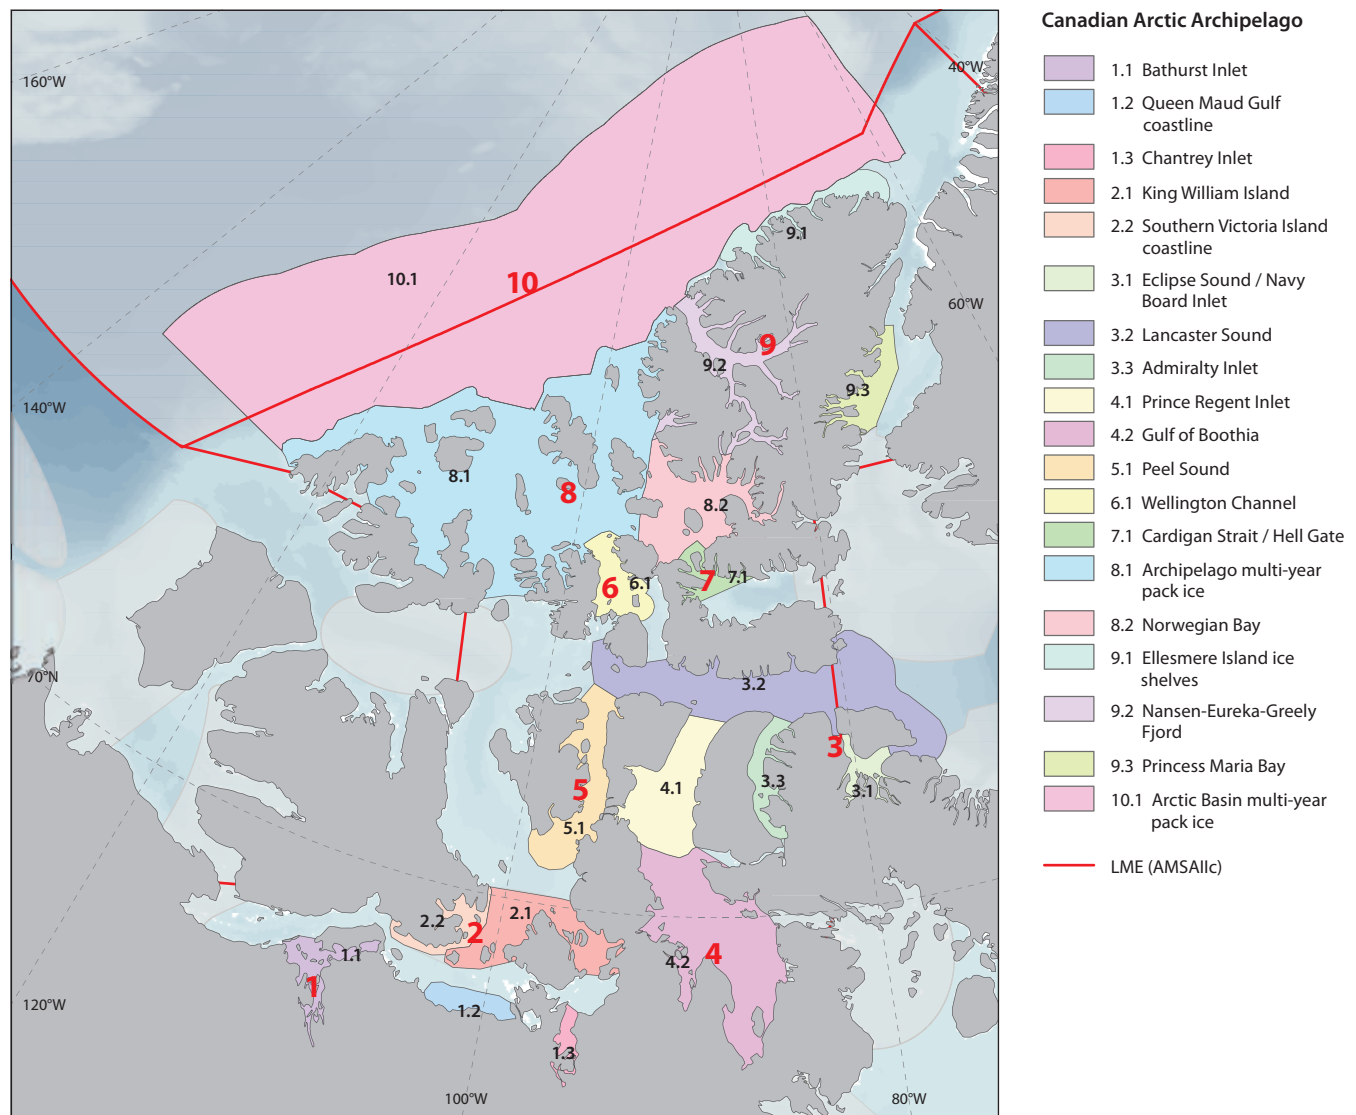 Canadian Arctic Archipelago
1.1 Bathurst Inlet
1.2 Queen Maud Gulf
coastline
1.3 Chantrey Inlet
2.1 King William Island
2.2 Southern Victoria Island
coastline
3.1 Eclipse Sound / Navy
Board Inlet
3.2 Lancaster Sound
3.3 Admiralty Inlet
4.1 Prince Regent Inlet
4.2 Gulf of Boothia
5.1 Peel Sound
6.1 Wellington Channel
7.1 Cardigan Strait / Hell Gate
8.1 Archipelago multi-year
pack ice
8.2 Norwegian Bay
9.1 Ellesmere Island ice
shelves
9.2 Nansen-Eureka-Greely
Fjord
9.3 Princess Maria Bay
10.1 Arctic Basin multi-year
pack ice
LME (AMSAIIc)
40°W
160°W
9.1
10.1
10
60°W
9
9.2
9.3
140°W
8.1
8
8.2
7.1
7
6
6.1
70°N
3.2
3
5
4.1
3.3
3.1
5.1
2.1
2.2
2
1.1
4
4.2
1
120°W
1.2
1.3
100°W
80°W